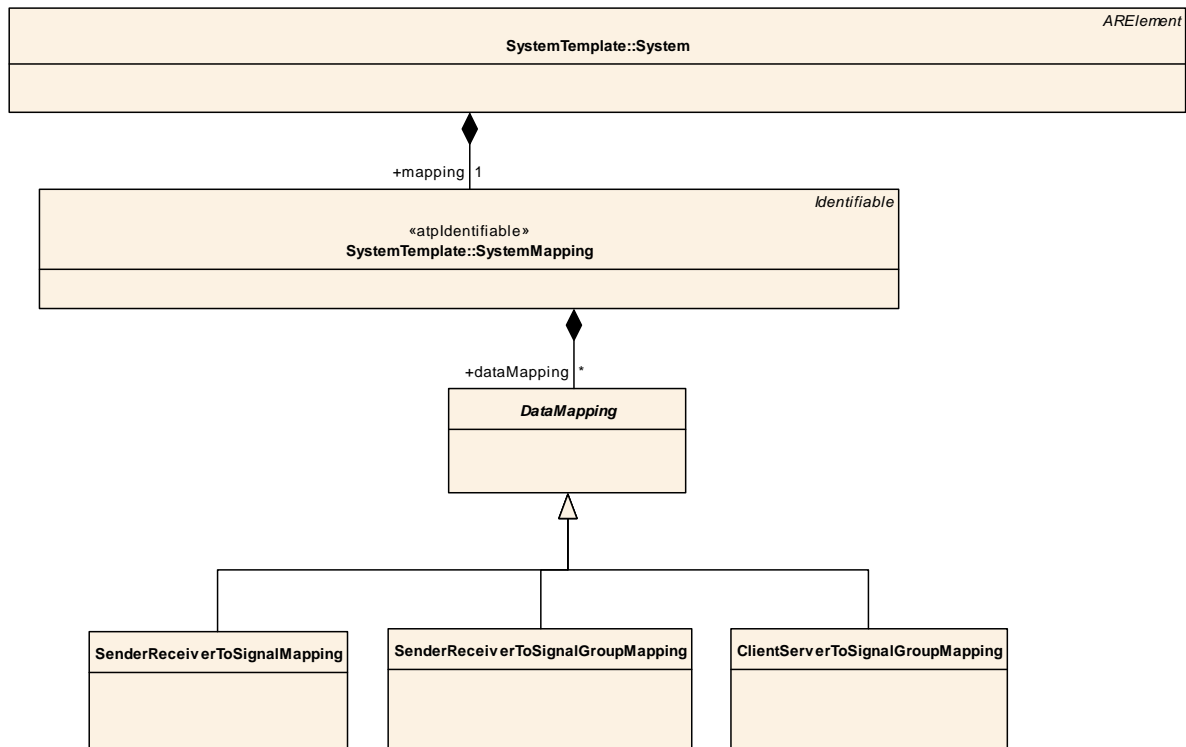 ARElement
SystemTemplate::System
+mapping 1
Identifiable
«atpIdentifiable»
SystemTemplate::SystemMapping
+dataMapping *
DataMapping
SenderReceiverToSignalMapping
SenderReceiverToSignalGroupMapping
ClientServerToSignalGroupMapping